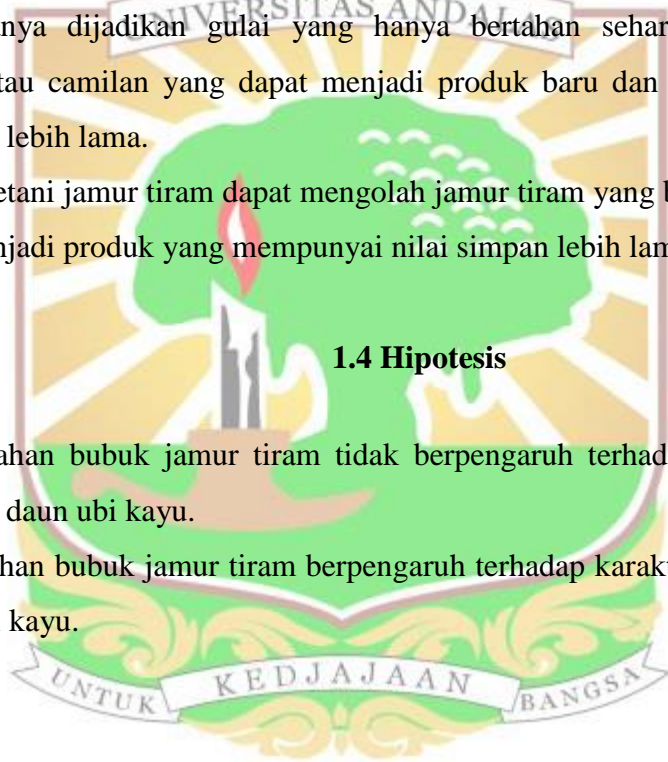 UNIVERSITAS ANDALAS
anya dijadikan gulai yang hanya bertahan sehar
tau camilan yang dapat menjadi produk baru dan
lebih lama.
etani jamur tiram dapat mengolah jamur tiram yang b
njadi produk yang mempunyai nilai simpan lebih lam
1.4 Hipotesis
ahan bubuk jamur tiram tidak berpengaruh terhad
daun ubi kayu.
han bubuk jamur tiram berpengaruh terhadap karak
kayu.
UNTUK KEDJAJAAN BANGSA